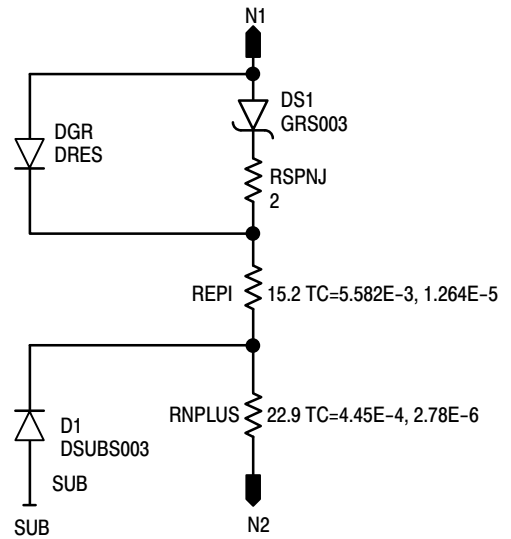 N1
DS1
GRS003
DGR
DRES
RSPNJ
2
REPI 15.2 TC=5.582E-3, 1.264E-5
RNPLUS 22.9 TC=4.45E-4, 2.78E-6
D1
DSUBS003
SUB
SUB
N2